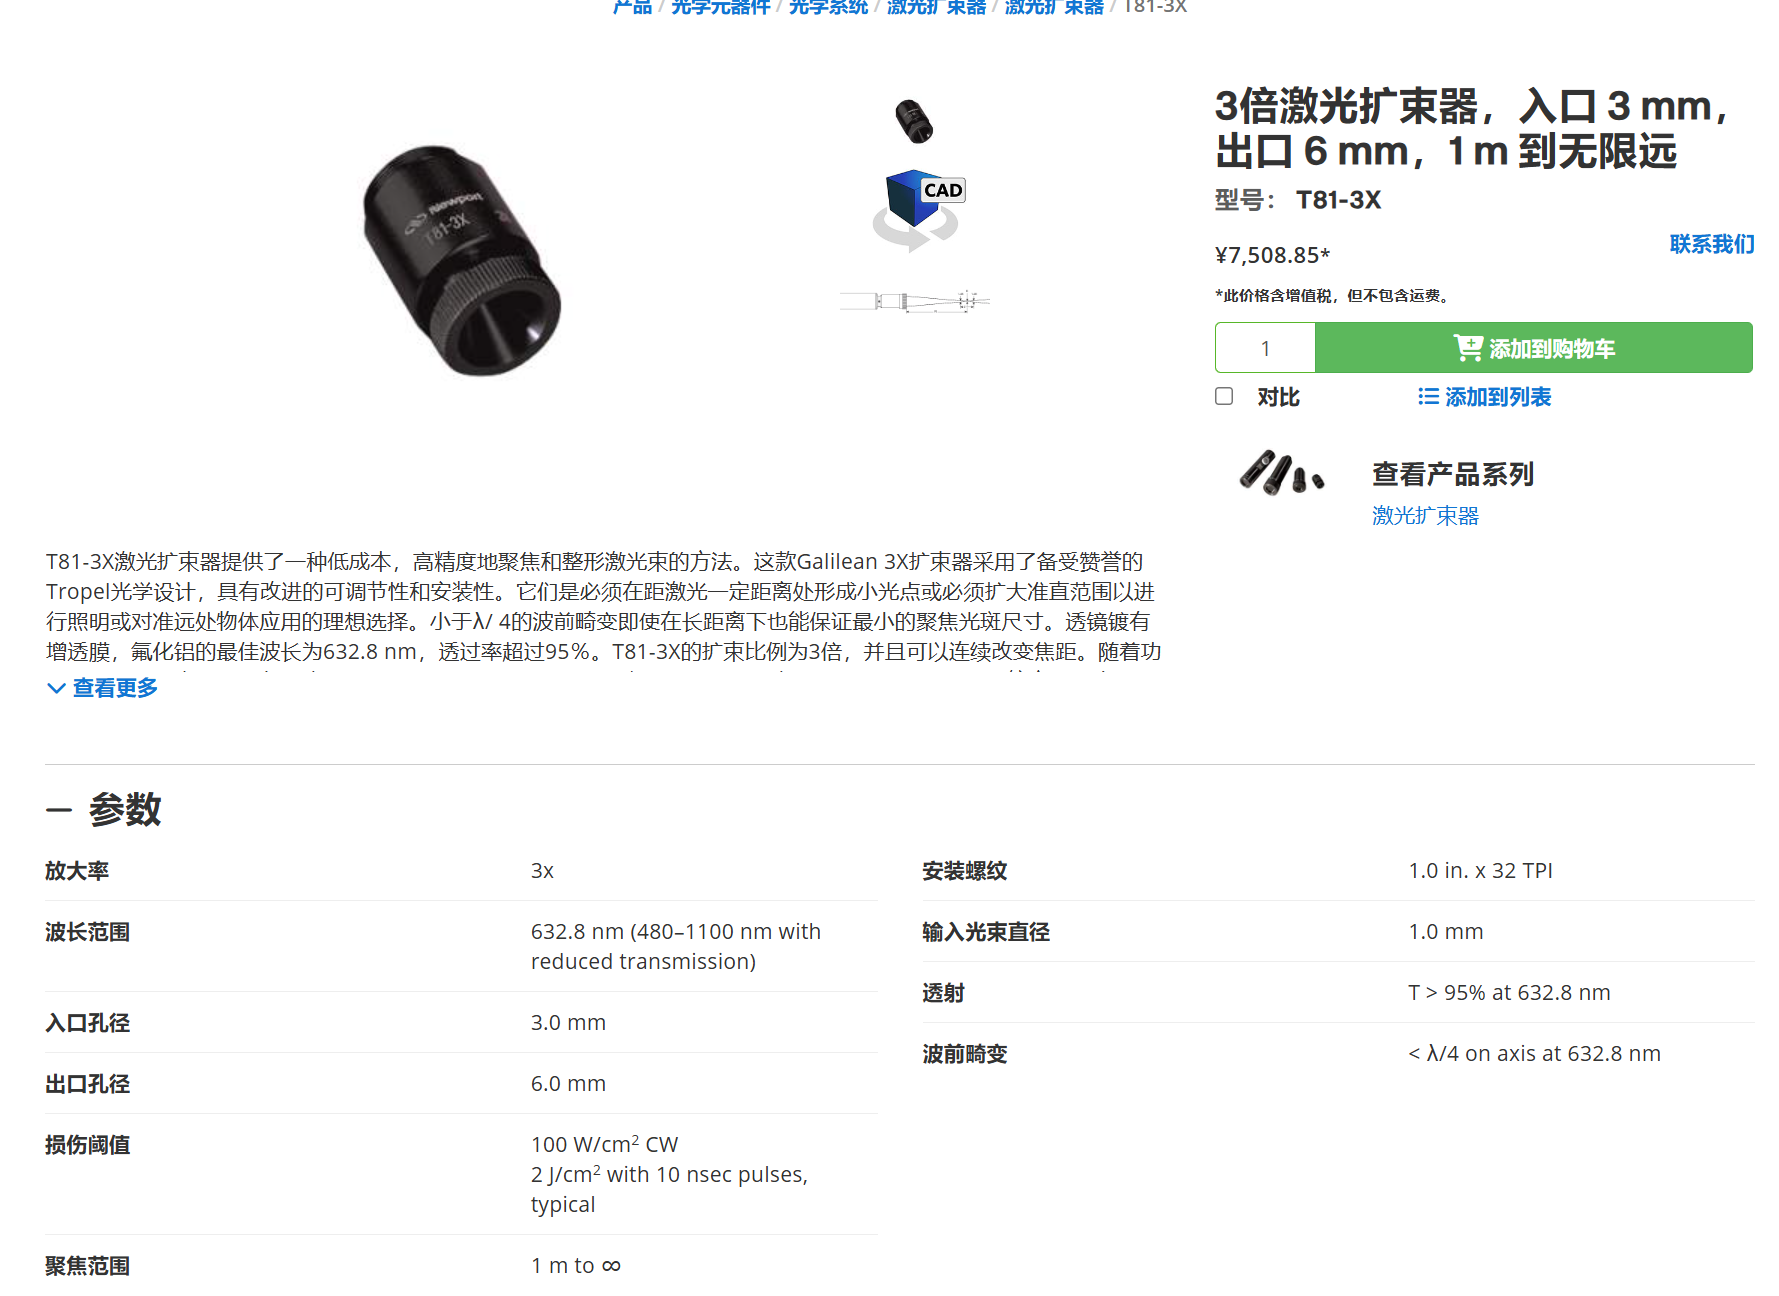 产品 / 光学元器件 / 光学系统 / 激光扩束器 / 激光扩束器 / T81-3X
Newport
T81-3X
CAD
3倍激光扩束器，入口 3 mm，
出口 6 mm，1 m 到无限远
型号： T81-3X
¥7,508.85*
联系我们
*此价格含增值税，但不包含运费。
1
添加到购物车
对比
添加到列表
查看产品系列
激光扩束器
T81-3X激光扩束器提供了一种低成本，高精度地聚焦和整形激光束的方法。这款Galilean 3X扩束器采用了备受赞誉的
Tropel光学设计，具有改进的可调节性和安装性。它们是必须在距激光一定距离处形成小光点或必须扩大准直范围以进
行照明或对准远处物体应用的理想选择。小于λ/ 4的波前畸变即使在长距离下也能保证最小的聚焦光斑尺寸。透镜镀有
增透膜，氟化铝的最佳波长为632.8 nm，透过率超过95％。T81-3X的扩束比例为3倍，并且可以连续改变焦距。随着功
查看更多
参数
放大率 3x
波长范围 632.8 nm (480–1100 nm with
reduced transmission)
入口孔径 3.0 mm
出口孔径 6.0 mm
损伤阈值 100 W/cm² CW
2 J/cm² with 10 nsec pulses,
typical
聚焦范围 1 m to ∞
安装螺纹 1.0 in. x 32 TPI
输入光束直径 1.0 mm
透射 T > 95% at 632.8 nm
波前畸变 < λ/4 on axis at 632.8 nm